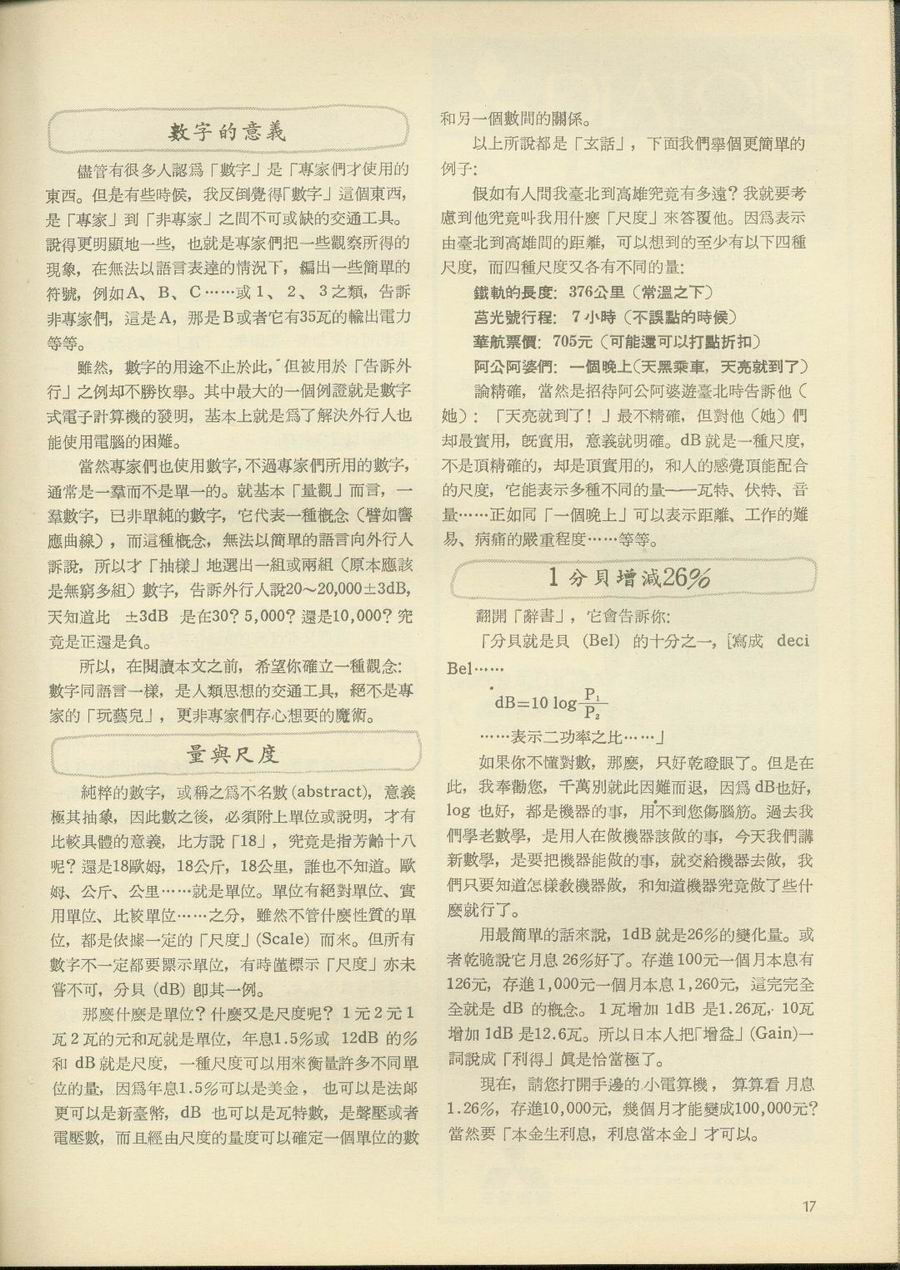 數字的意義
儘管有很多人認爲「數字」是「專家們才使用的
東西。但是有些時候，我反倒覺得「數字」這個東西，
是「專家」到「非專家」之間不可或缺的交通工具。
說得更明顯地一些，也就是專家們把一些觀察所得的
現象，在無法以語言表達的情況下，編出一些簡單的
符號，例如A、B、C……或1、2、3之類，告訴
非專家們，這是A，那是B或者它有35瓦的輸出電力
等等。
雖然，數字的用途不止於此，但被用於「告訴外
行」之例却不勝枚舉。其中最大的一個例證就是數字
式電子計算機的發明，基本上就是爲了解決外行人也
能使用電腦的困難。
當然專家們也使用數字，不過專家們所用的數字，
通常是一羣而不是單一的。就基本「量觀」而言，一
羣數字，已非單純的數字，它代表一種槪念（譬如響
應曲線），而這種槪念，無法以簡單的語言向外行人
訴說，所以才「抽樣」地選出一組或兩組（原本應該
是無窮多組）數字，告訴外行人說20～20,000±3dB，
天知道此 ±3dB 是在30？5,000？還是10,000？究
竟是正還是負。
所以，在閱讀本文之前，希望你確立一種觀念：
數字同語言一樣，是人類思想的交通工具，絕不是專
家的「玩藝兒」，更非專家們存心想要的魔術。
量與尺度
純粹的數字，或稱之爲不名數(abstract)，意義
極其抽象，因此數之後，必須附上單位或說明，才有
比較具體的意義，比方說「18」，究竟是指芳齡十八
呢？還是18歐姆，18公斤，18公里，誰也不知道。歐
姆、公斤、公里……就是單位。單位有絕對單位、實
用單位、比較單位……之分，雖然不管什麼性質的單
位，都是依據一定的「尺度」(Scale) 而來。但所有
數字不一定都要顯示單位，有時僅標示「尺度」亦未
嘗不可，分貝 (dB) 卽其一例。
那麼什麼是單位？什麼又是尺度呢？1元2元1
瓦2瓦的元和瓦就是單位，年息1.5%或 12dB 的%
和 dB就是尺度，一種尺度可以用來衡量許多不同單
位的量，因爲年息1.5%可以是美金，也可以是法郎
更可以是新臺幣，dB 也可以是瓦特數，是聲壓或者
電壓數，而且經由尺度的量度可以確定一個單位的數
和另一個數間的關係。
以上所說都是「玄話」，下面我們舉個更簡單的
例子：
假如有人問我臺北到高雄究竟有多遠？我就要考
慮到他究竟叫我用什麼「尺度」來答覆他。因爲表示
由臺北到高雄間的距離，可以想到的至少有以下四種
尺度，而四種尺度又各有不同的量：
鐵軌的長度：376公里（常溫之下）
莒光號行程：7小時（不誤點的時候）
華航票價：705元（可能還可以打點折扣）
阿公阿婆們：一個晚上(天黑乘車，天亮就到了)
論精確，當然是招待阿公阿婆遊臺北時告訴他（
她）：「天亮就到了！」最不精確，但對他（她）們
却最實用，旣實用，意義就明確。dB 就是一種尺度，
不是頂精確的，却是頂實用的，和人的感覺頂能配合
的尺度，它能表示多種不同的量——瓦特、伏特、音
量……正如同「一個晚上」可以表示距離、工作的難
易、病痛的嚴重程度……等等。
1分貝增減26%
翻開「辭書」，它會告訴你：
「分貝就是貝 (Bel) 的十分之一，[寫成 deci
Bel……
dB=10 log P₁/P₂
……表示二功率之比……」
如果你不懂對數，那麼，只好乾瞪眼了。但是在
此，我奉勸您，千萬別就此因難而退，因爲 dB也好，
log 也好，都是機器的事，用不到您傷腦筋。過去我
們學老數學，是用人在做機器該做的事，今天我們講
新數學，是要把機器能做的事，就交給機器去做，我
們只要知道怎樣敎機器做，和知道機器究竟做了些什
麼就行了。
用最簡單的話來說，1dB 就是26%的變化量。或
者乾脆說它月息 26%好了。存進 100元一個月本息有
126元，存進 1,000元一個月本息 1,260元，這完完全
全就是 dB 的槪念。1瓦增加 1dB 是1.26瓦，10瓦
增加 1dB 是12.6瓦。所以日本人把「增益」(Gain)一
詞說成「利得」眞是恰當極了。
現在，請您打開手邊的小電算機，算算看 月息
1.26%，存進10,000元，幾個月才能變成100,000元？
當然要「本金生利息，利息當本金」才可以。
17